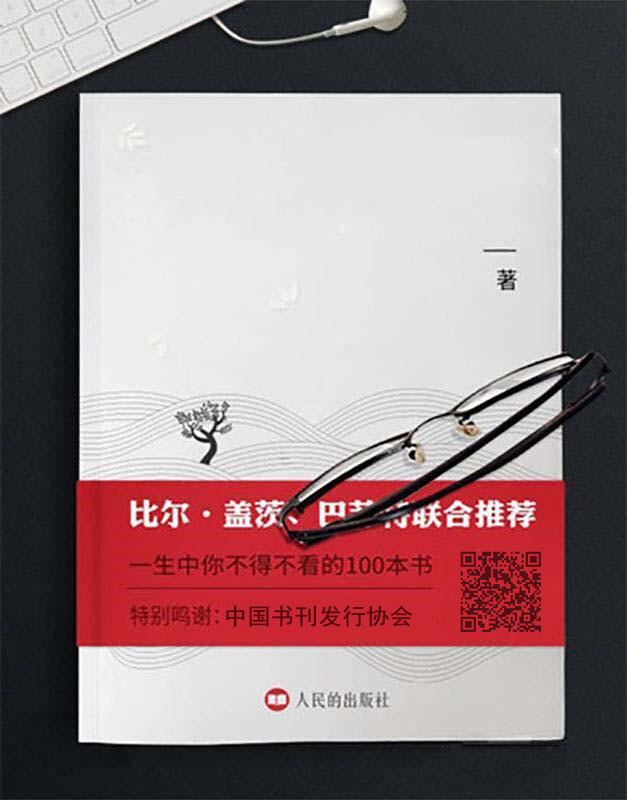 一
著
比尔·盖茨、巴菲特联合推荐
一生中你不得不看的100本书
特别鸣谢：中国书刊发行协会
人民的出版社